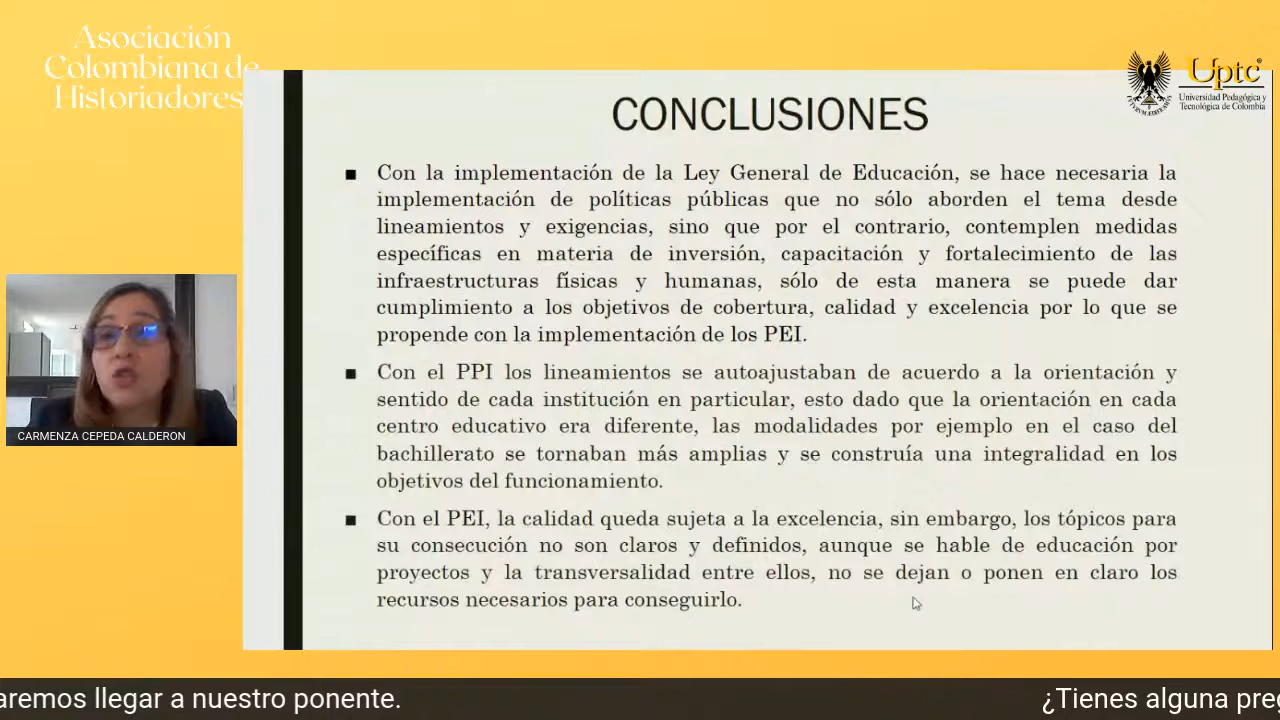 Asociación
Colombiana de
Historiadores
Uptc
Universidad Pedagógica y
Tecnológica de Colombia
CONCLUSIONES
Con la implementación de la Ley General de Educación, se hace necesaria la
implementación de políticas públicas que no sólo aborden el tema desde
lineamientos y exigencias, sino que por el contrario, contemplen medidas
específicas en materia de inversión, capacitación y fortalecimiento de las
infraestructuras físicas y humanas, sólo de esta manera se puede dar
cumplimiento a los objetivos de cobertura, calidad y excelencia por lo que se
propende con la implementación de los PEI.
Con el PPI los lineamientos se autoajustaban de acuerdo a la orientación y
sentido de cada institución en particular, esto dado que la orientación en cada
centro educativo era diferente, las modalidades por ejemplo en el caso del
bachillerato se tornaban más amplias y se construía una integralidad en los
objetivos del funcionamiento.
Con el PEI, la calidad queda sujeta a la excelencia, sin embargo, los tópicos para
su consecución no son claros y definidos, aunque se hable de educación por
proyectos y la transversalidad entre ellos, no se dejan o ponen en claro los
recursos necesarios para conseguirlo.
CARMENZA CEPEDA CALDERON
aremos llegar a nuestro ponente. ¿Tienes alguna preg